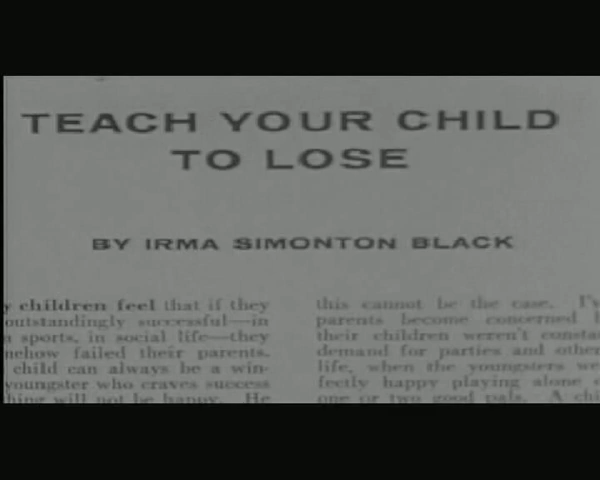 TEACH YOUR CHILD
TO LOSE
BY IRMA SIMONTON BLACK
children feel that if they
outstandingly successful—in
sports, in social life—they
failed their parents.
child can always be a win-
youngster who craves success
will not be happy. He
this cannot be the case. I'v
parents become concerned
their children weren't
demand for parties and other
life, when the youngsters
fectly happy playing alone
one or two good pals. A